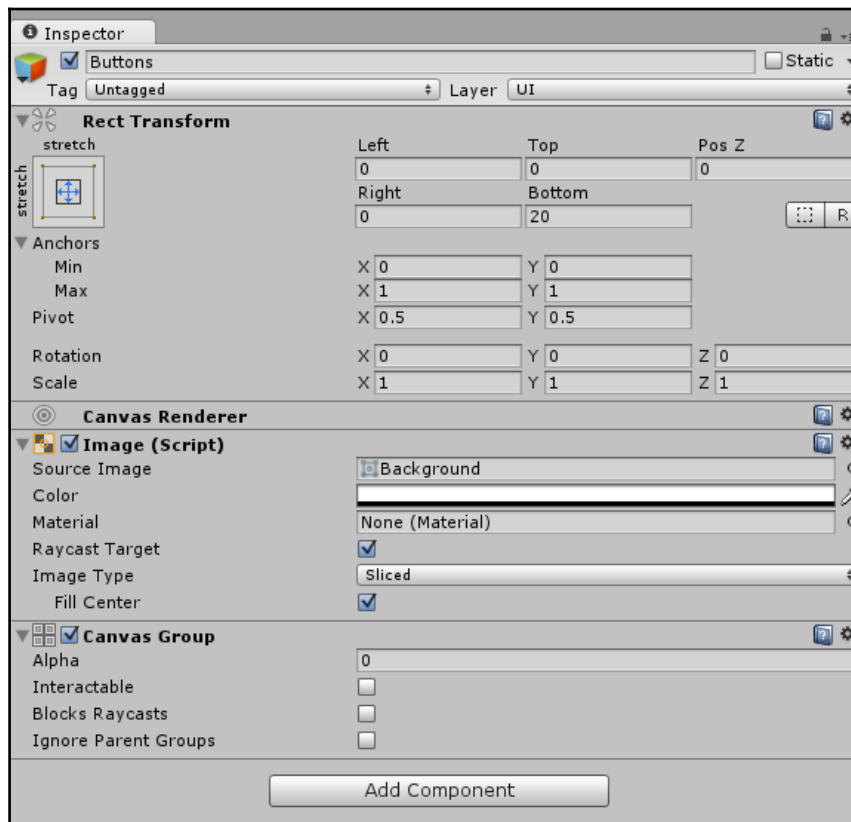 Inspector
Buttons Static
Tag Untagged Layer UI
Rect Transform
stretch Left Top Pos Z
stretch 0 0 0
Right Bottom
0 20 R
Anchors
Min X 0 Y 0
Max X 1 Y 1
Pivot X 0.5 Y 0.5
Rotation X 0 Y 0 Z 0
Scale X 1 Y 1 Z 1
Canvas Renderer
Image (Script)
Source Image Background
Color
Material None (Material)
Raycast Target
Image Type Sliced
Fill Center
Canvas Group
Alpha 0
Interactable
Blocks Raycasts
Ignore Parent Groups
Add Component